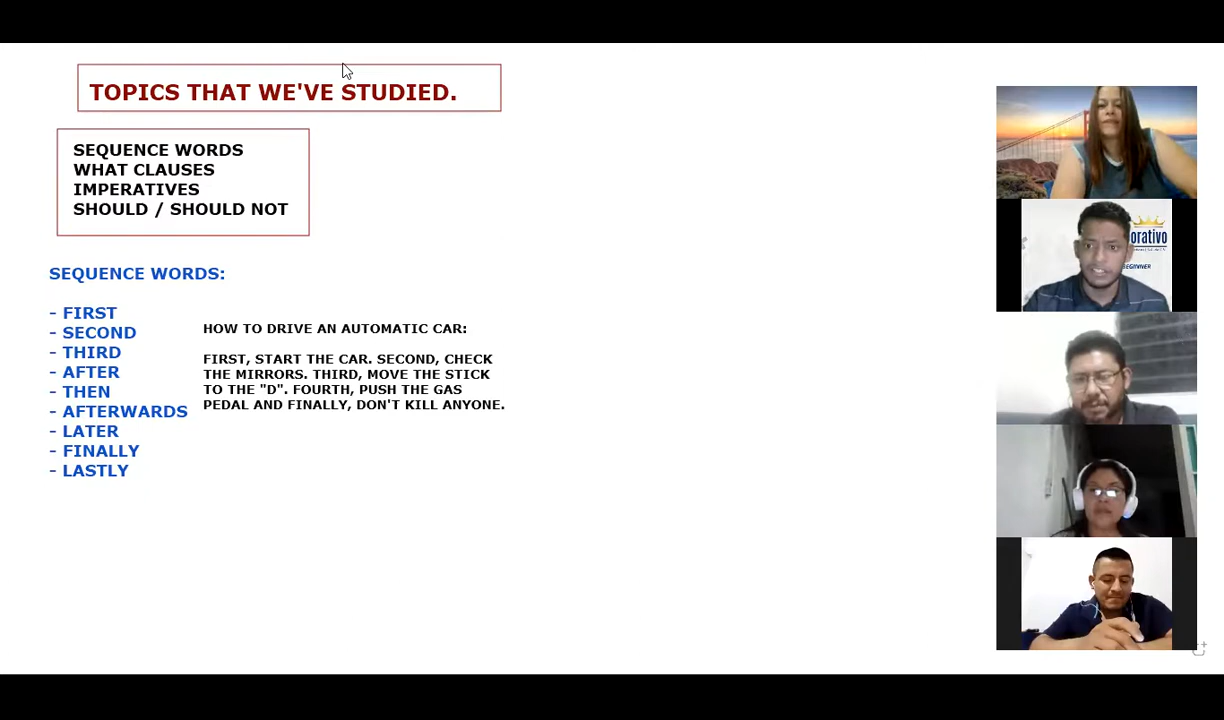 TOPICS THAT WE'VE STUDIED.
SEQUENCE WORDS
WHAT CLAUSES
IMPERATIVES
SHOULD / SHOULD NOT
SEQUENCE WORDS:
- FIRST
- SECOND
- THIRD
- AFTER
- THEN
- AFTERWARDS
- LATER
- FINALLY
- LASTLY
HOW TO DRIVE AN AUTOMATIC CAR:
FIRST, START THE CAR. SECOND, CHECK
THE MIRRORS. THIRD, MOVE THE STICK
TO THE "D". FOURTH, PUSH THE GAS
PEDAL AND FINALLY, DON'T KILL ANYONE.
orativo
BEGINNER